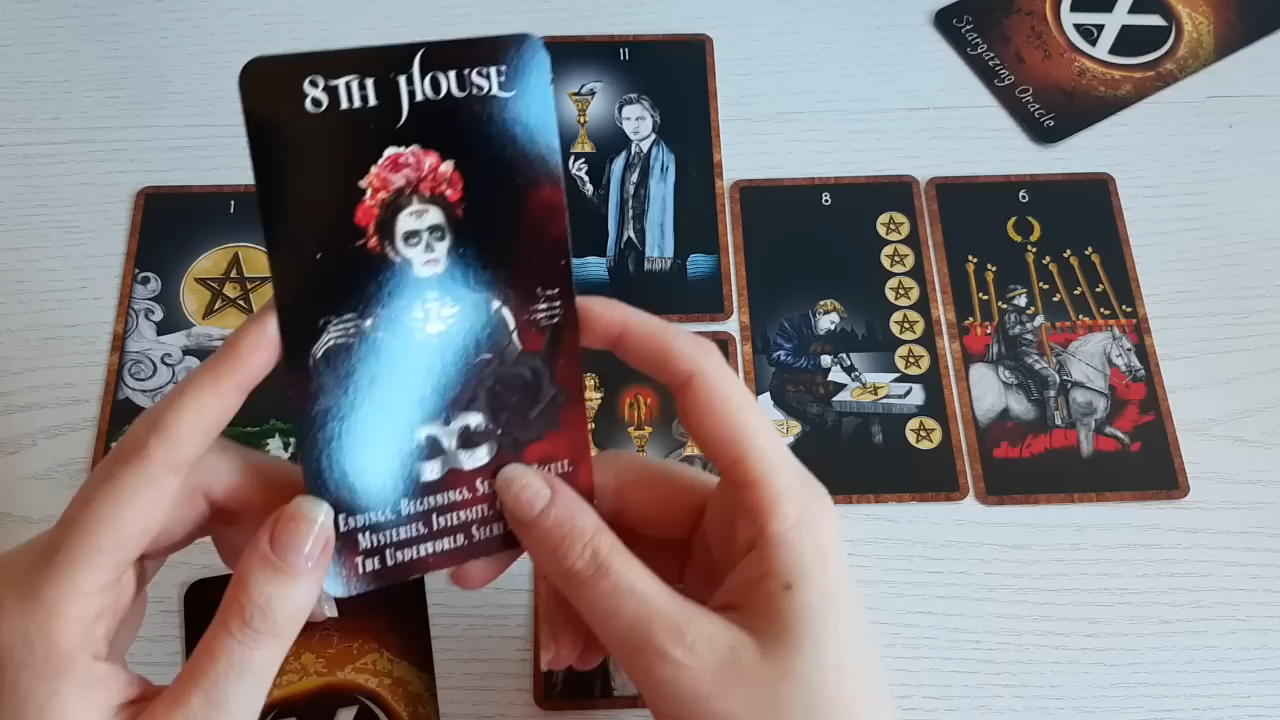 8TH HOUSE
11
Stargazing Oracle
1
8
6
ENDINGS, BEGINNINGS,
MYSTERIES, INTENSITY,
THE UNDERWORLD,